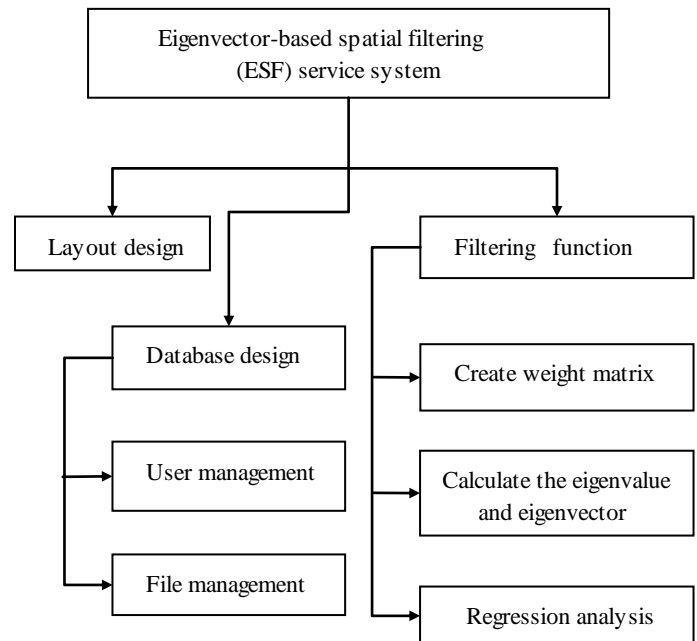 Eigenvector-based spatial filtering
(ESF) service system
Layout design
Filtering function
Database design
Create weight matrix
User management
Calculate the eigenvalue
and eigenvector
File management
Regression analysis